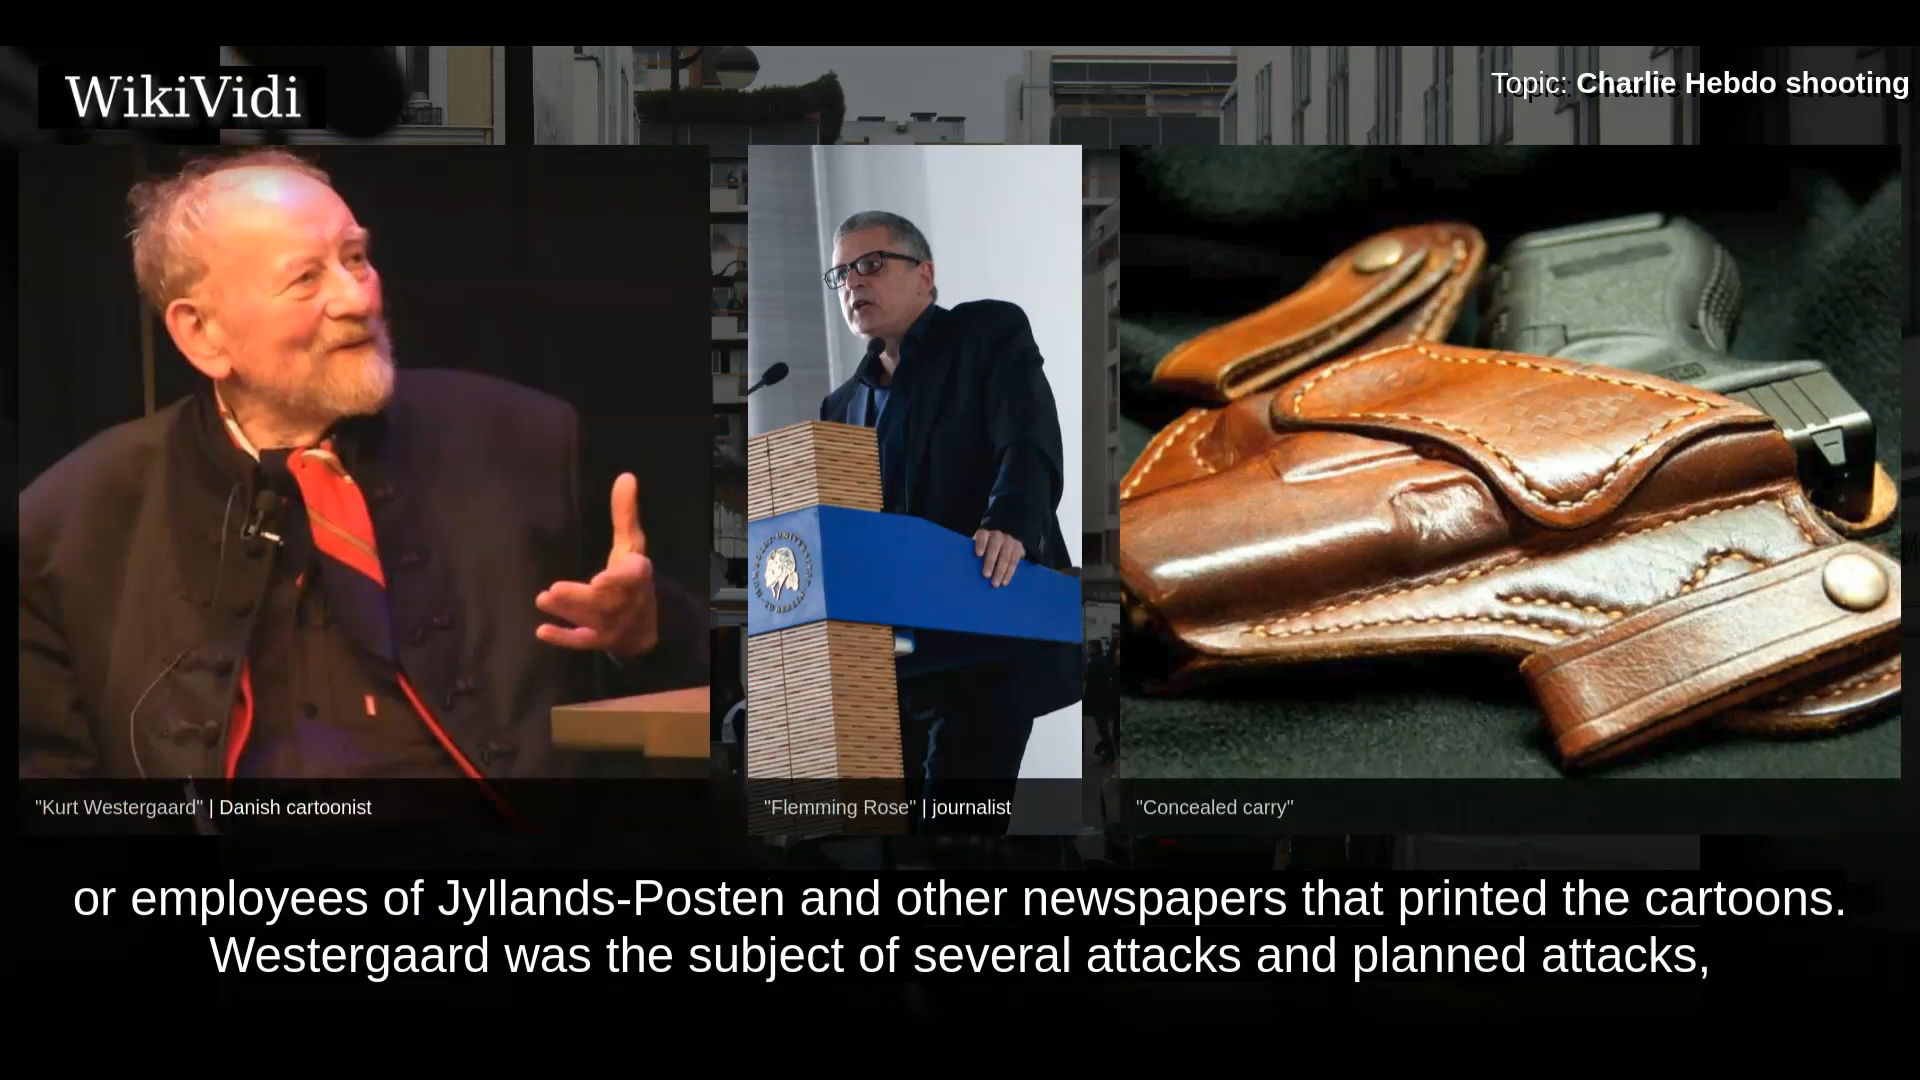 WikiVidi
Topic: Charlie Hebdo shooting
"Kurt Westergaard" | Danish cartoonist
"Flemming Rose" | journalist
"Concealed carry"
or employees of Jyllands-Posten and other newspapers that printed the cartoons.
Westergaard was the subject of several attacks and planned attacks,